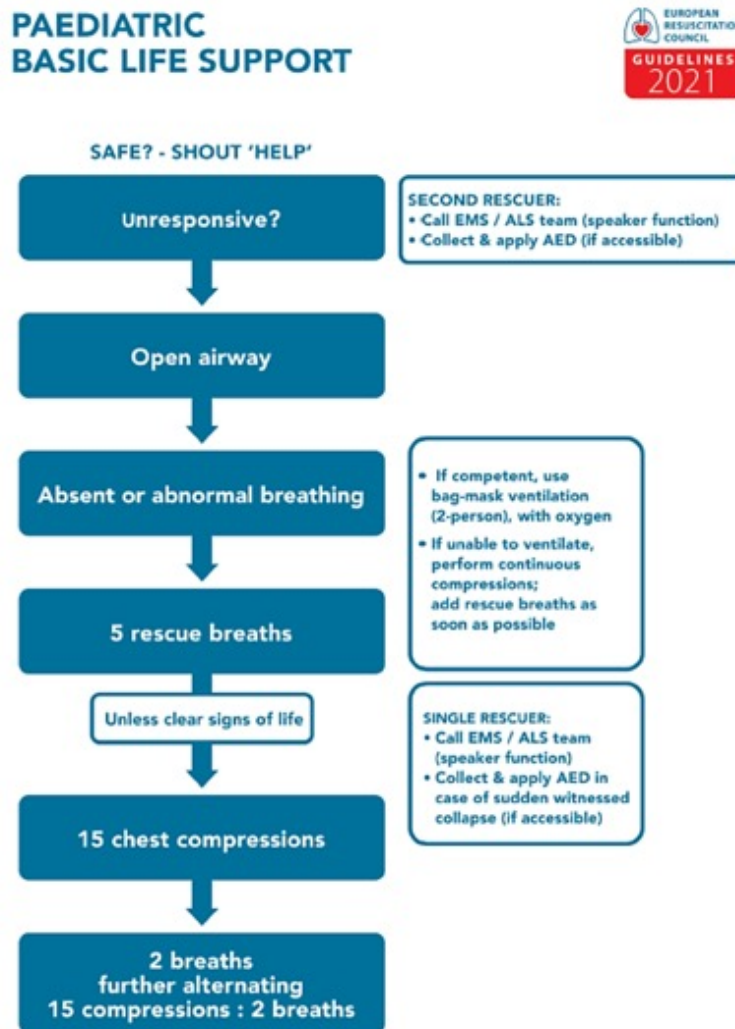 PAEDIATRIC
BASIC LIFE SUPPORT
EUROPEAN
RESUSCITATION
COUNCIL
GUIDELINES
2021
SAFE? - SHOUT 'HELP'
Unresponsive?
SECOND RESCUER:
• Call EMS / ALS team (speaker function)
• Collect & apply AED (if accessible)
Open airway
Absent or abnormal breathing
• If competent, use
bag-mask ventilation
(2-person), with oxygen
• If unable to ventilate,
perform continuous
compressions;
add rescue breaths as
soon as possible
5 rescue breaths
Unless clear signs of life
SINGLE RESCUER:
• Call EMS / ALS team
(speaker function)
• Collect & apply AED in
case of sudden witnessed
collapse (if accessible)
15 chest compressions
2 breaths
further alternating
15 compressions : 2 breaths